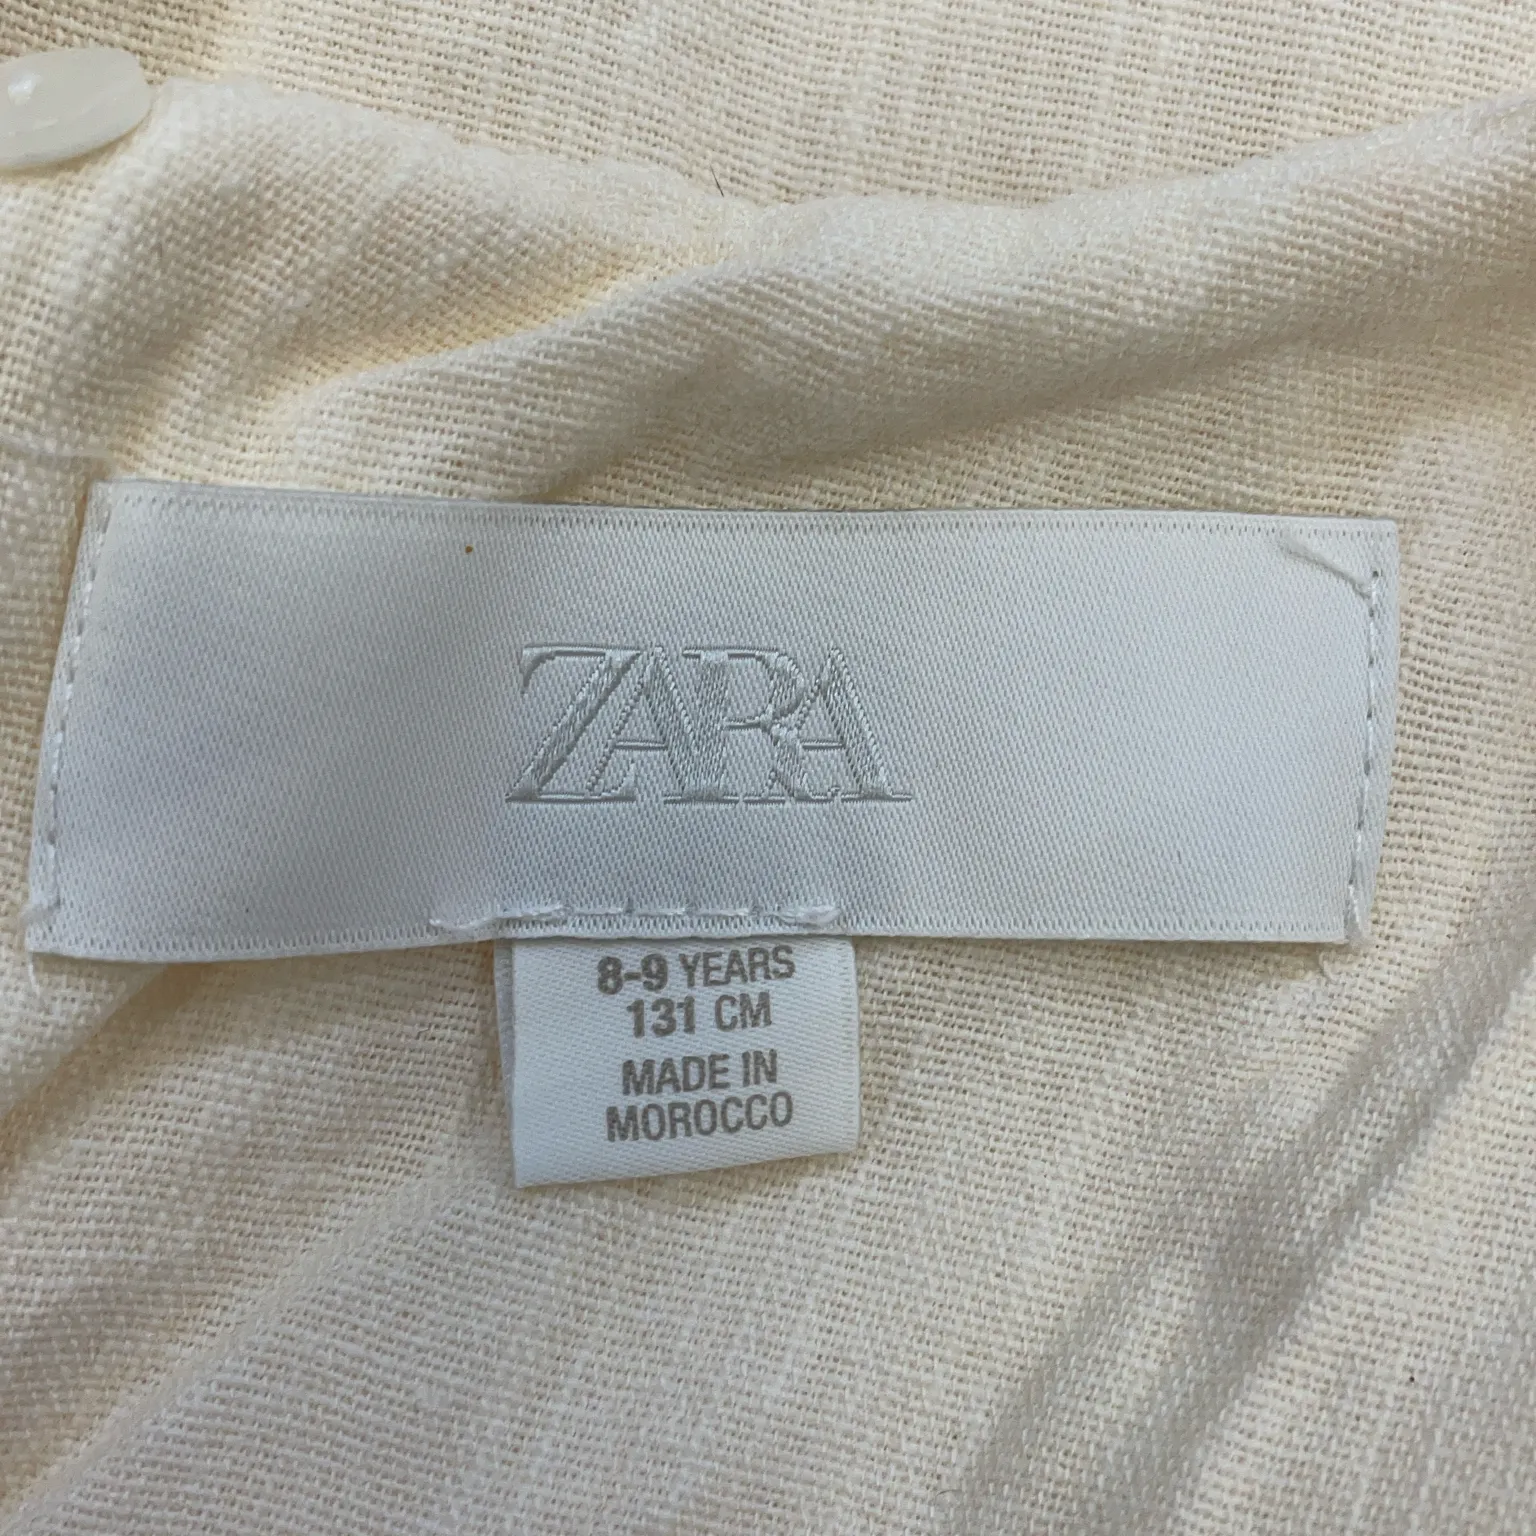 ZARA
8-9 YEARS
131 CM
MADE IN
MOROCCO